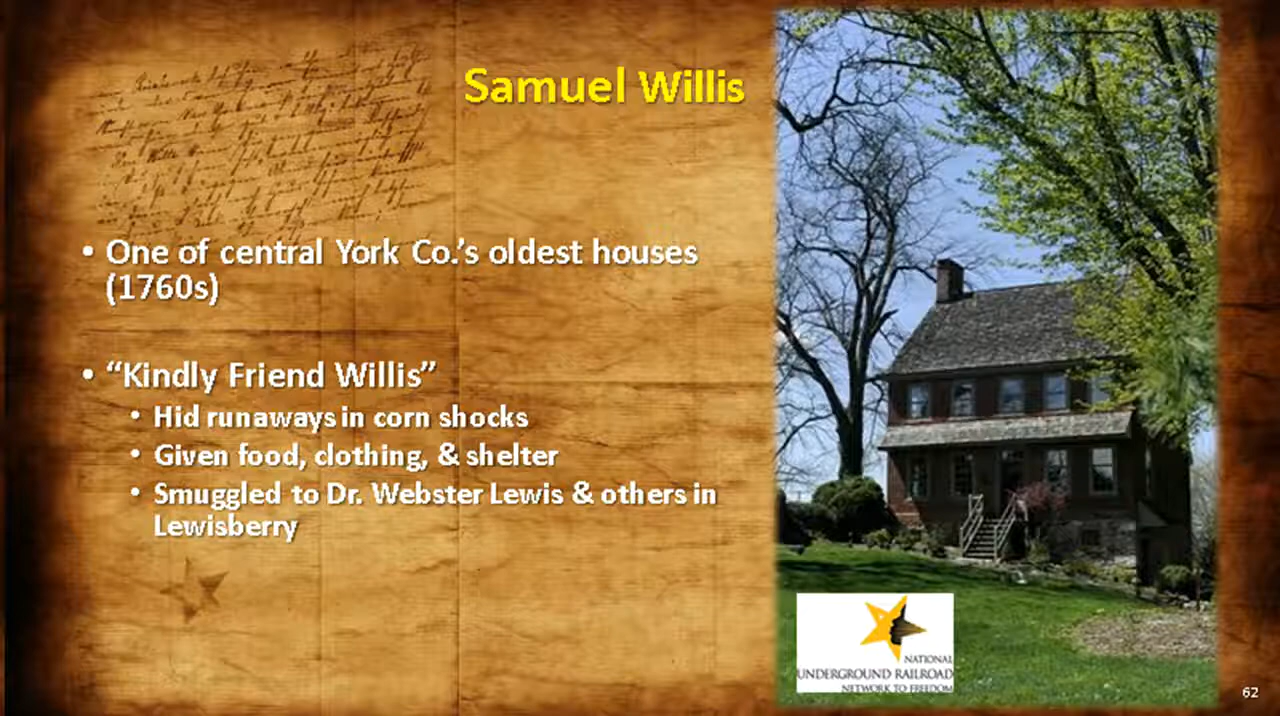 Samuel Willis
• One of central York Co.'s oldest houses
(1760s)
• “Kindly Friend Willis”
• Hid runaways in corn shocks
• Given food, clothing, & shelter
• Smuggled to Dr. Webster Lewis & others in
Lewisberry
NATIONAL
UNDERGROUND RAILROAD
NETWORK TO FREEDOM
62